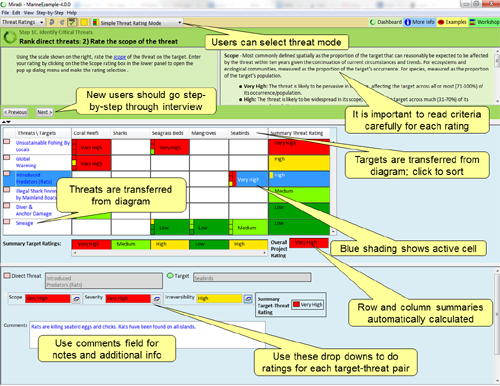 Miradi - MarineExample-4.0.0
File Edit View Step-by-Step Help
Threat Ratings
Simple Threat Rating Mode
Dashboard More Info Examples Workshop
Users can select threat mode
Step 1C. Identify Critical Threats
Rank direct threats: 2) Rate the scope of the threat
Using the scale shown on the right, rate the scope of the threat on the target. Enter
your rating by clicking on the Scope rating box in the lower panel to open the
pop up dialog menu and make the rating selection.
Scope - Most commonly defined spatially as the proportion of the target that can reasonably be expected to be affected
by the threat within ten years given the continuation of current circumstances and trends. For ecosystems and
ecological communities, measured as the proportion of the target's occurrence. For species, measured as the proportion
of the target's population.
• Very High: The threat is likely to be pervasive in its scope, affecting the target across all or most (71-100%) of
its occurrence/population.
• High: The threat is likely to be widespread in its scope, the target across much (31-70%) of its
New users should go step-
by-step through interview
< Previous
Next >
It is important to read criteria
carefully for each rating
Threats \ Targets Coral Reefs Sharks Seagrass Beds Mangroves Seabirds Summary Threat Rating
Unsustainable Fishing By
Locals
Very High Very High Very High
Global
Warming
Very High High
Introduced
Predators (Rats)
Very High High
Illegal Shark Finning
by Mainland Boats
Medium
Diver &
Anchor Damage
Low
Sewage
Low Low Medium Low
Targets are transferred from
diagram; click to sort
Threats are transferred
from diagram
Blue shading shows active cell
Summary Target Ratings: Very High Medium High Low High
Overall
Project
Rating
Very High
Direct Threat
Introduced
Predators (Rats)
Target
Seabirds
Scope Very High Severity Very High Irreversibility High
Summary
Target-Threat
Rating
Very High
Row and column summaries
automatically calculated
Comments
Rats are killing seabird eggs and chicks. Rats have been found on all islands.
Use comments field for
notes and additional info
Use these drop downs to do
ratings for each target-threat pair